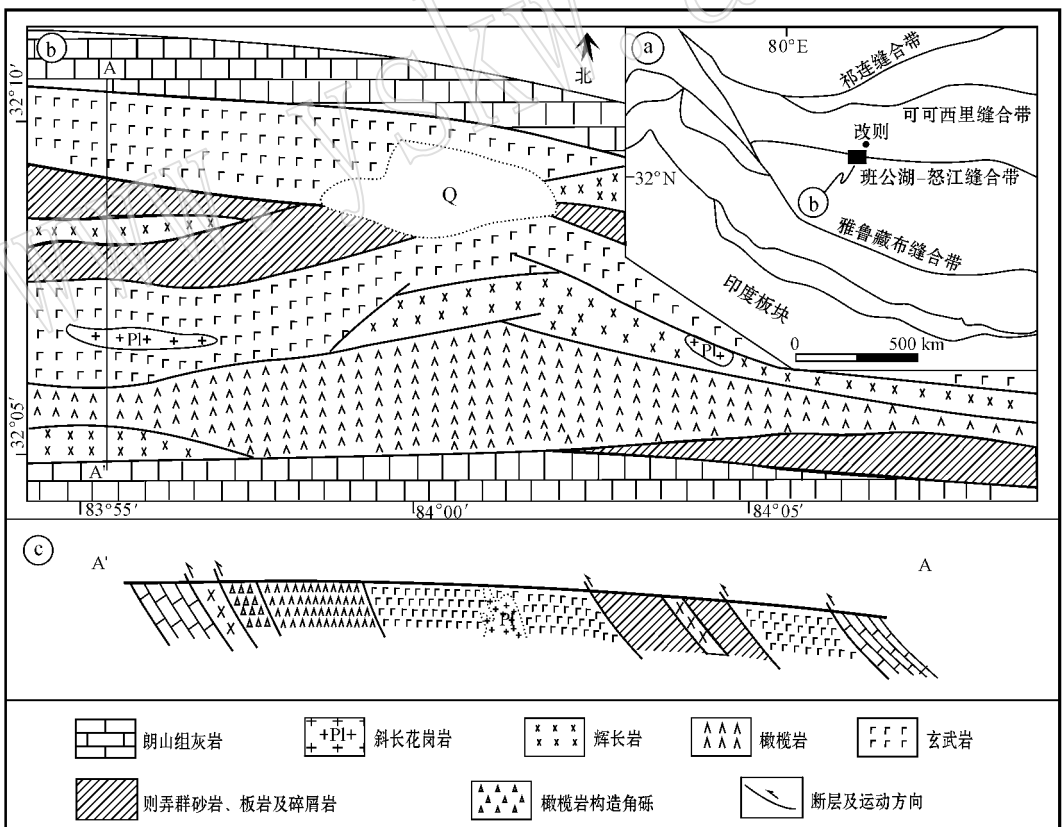 www.yskw.a
b
A
北
32°10′
Q
Pl
Pl
32°05′
A'
83°55′
84°00′
84°05′
a
80°E
祁连缝合带
可可西里缝合带
改则
32°N
班公湖-怒江缝合带
b
雅鲁藏布缝合带
印度板块
0 500 km
c
A'
A
Pl
朗山组灰岩
Pl
斜长花岗岩
辉长岩
橄榄岩
玄武岩
则弄群砂岩、板岩及碎屑岩
橄榄岩构造角砾
断层及运动方向